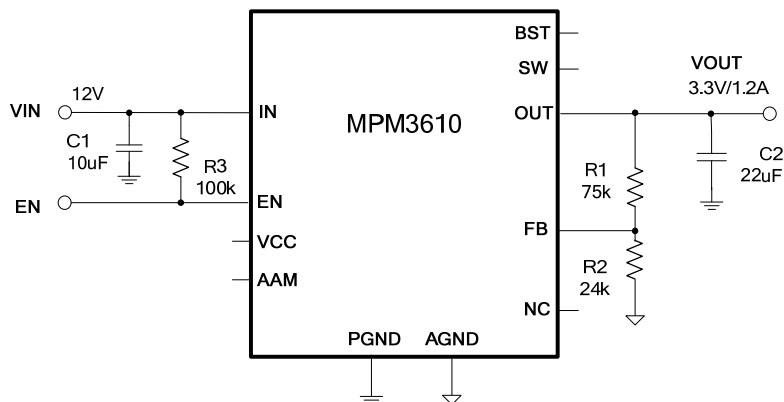 BST
VOUT
SW
3.3V/1.2A
12V
VIN
IN
MPM3610
OUT
C1
10uF
R3
100k
R1
75k
C2
22uF
EN
EN
FB
VCC
R2
24k
AAM
NC
PGND
AGND